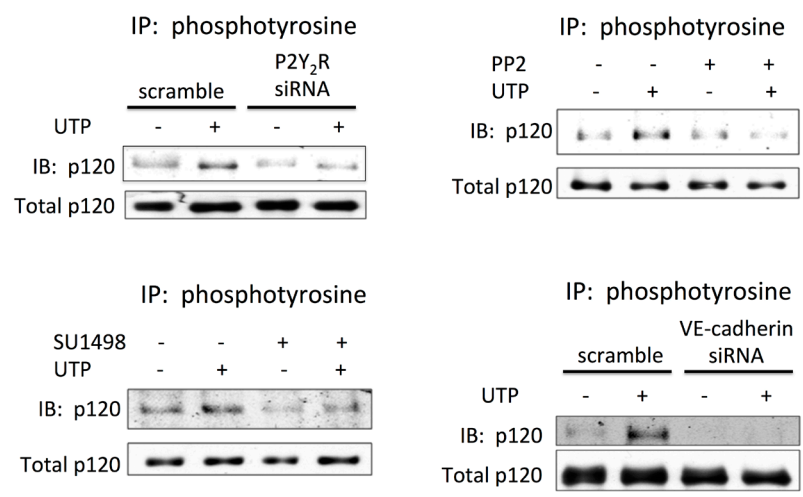 IP: phosphotyrosine
P2Y2R
scramble siRNA
UTP - + - +
IB: p120
Total p120
IP: phosphotyrosine
PP2 - - + +
UTP - + - +
IB: p120
Total p120
IP: phosphotyrosine
SU1498 - - + +
UTP - + - +
IB: p120
Total p120
IP: phosphotyrosine
VE-cadherin
scramble siRNA
UTP - + - +
IB: p120
Total p120